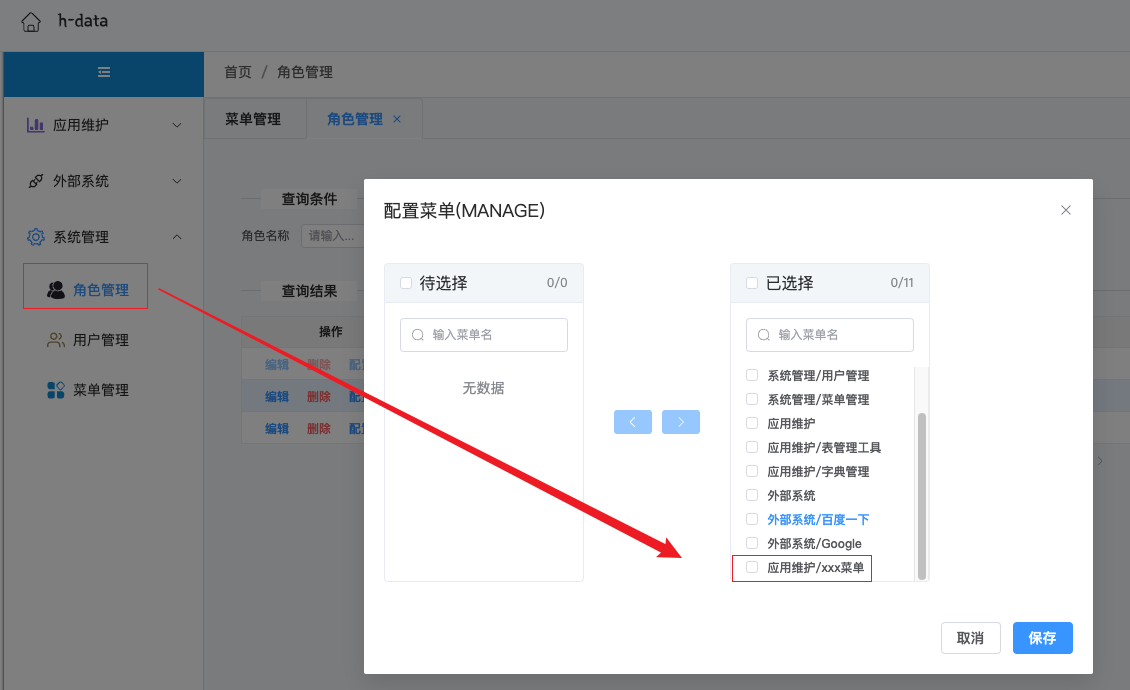 h-data
首页 / 角色管理
应用维护
外部系统
系统管理
角色管理
用户管理
菜单管理
菜单管理
角色管理 ×
查询条件
角色名称 请输入...
查询结果
操作
编辑 删除 配
编辑 删除 配
编辑 删除 配
配置菜单(MANAGE)
待选择 0/0
输入菜单名
无数据
已选择 0/11
输入菜单名
系统管理/用户管理
系统管理/菜单管理
应用维护
应用维护/表管理工具
应用维护/字典管理
外部系统
外部系统/百度一下
外部系统/Google
应用维护/xxx菜单
取消 保存